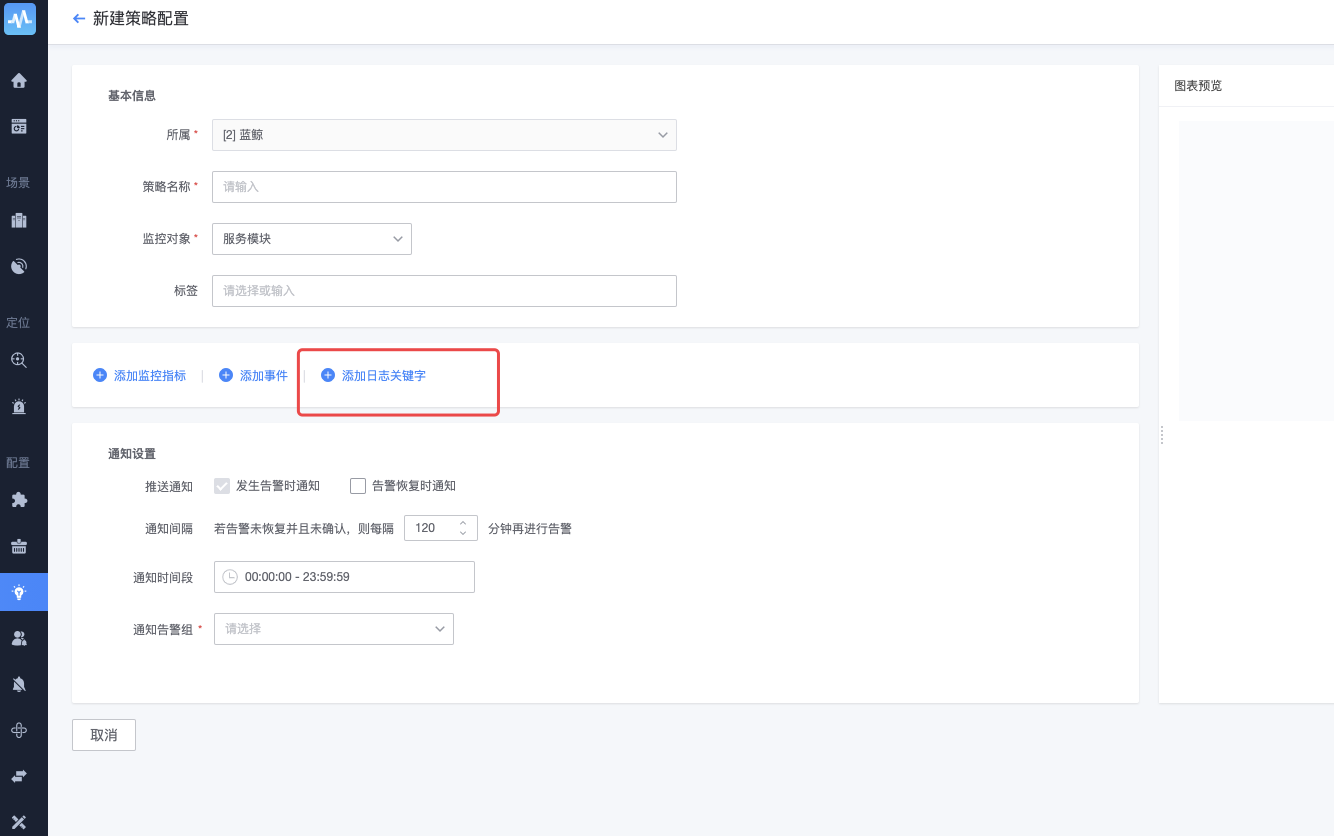 新建策略配置
基本信息
所属 *
[2] 蓝鲸
策略名称 *
请输入
监控对象 *
服务模块
标签
请选择或输入
添加监控指标 | 添加事件 | 添加日志关键字
通知设置
推送通知 发生告警时通知 告警恢复时通知
通知间隔 若告警未恢复并且未确认，则每隔 120 分钟再进行告警
通知时间段 00:00:00 - 23:59:59
通知告警组 * 请选择
取消
图表预览
场景
定位
配置